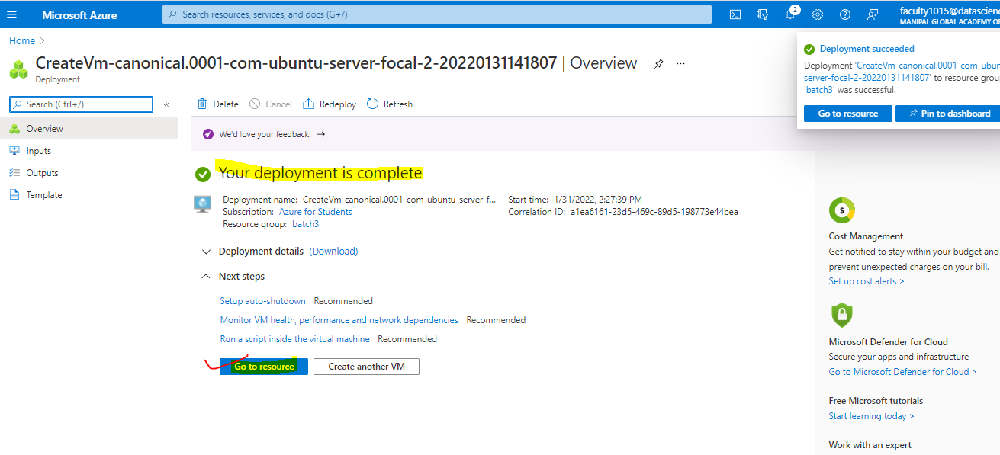 Microsoft Azure
Search resources, services, and docs (G+/)
2
faculty1015@datascien
MANIPAL GLOBAL ACADEMY OF
Home >
CreateVm-canonical.0001-com-ubuntu-server-focal-2-20220131141807 | Overview
Deployment
Deployment succeeded
Deployment 'CreateVm-canonical.0001-com-ubun
server-focal-2-20220131141807' to resource grou
'batch3' was successful.
Go to resource
Pin to dashboard
Search (Ctrl+/)
«
Delete
Cancel
Redeploy
Refresh
Overview
Inputs
Outputs
Template
We'd love your feedback! →
Your deployment is complete
Deployment name: CreateVm-canonical.0001-com-ubuntu-server-f...
Subscription: Azure for Students
Resource group: batch3
Start time: 1/31/2022, 2:27:39 PM
Correlation ID: a1ea6161-23d5-469c-89d5-198773e44bea
Deployment details (Download)
Next steps
Setup auto-shutdown Recommended
Monitor VM health, performance and network dependencies Recommended
Run a script inside the virtual machine Recommended
Go to resource
Create another VM
$
Cost Management
Get notified to stay within your budget and
prevent unexpected charges on your bill.
Set up cost alerts >
Microsoft Defender for Cloud
Secure your apps and infrastructure
Go to Microsoft Defender for Cloud >
Free Microsoft tutorials
Start learning today >
Work with an expert